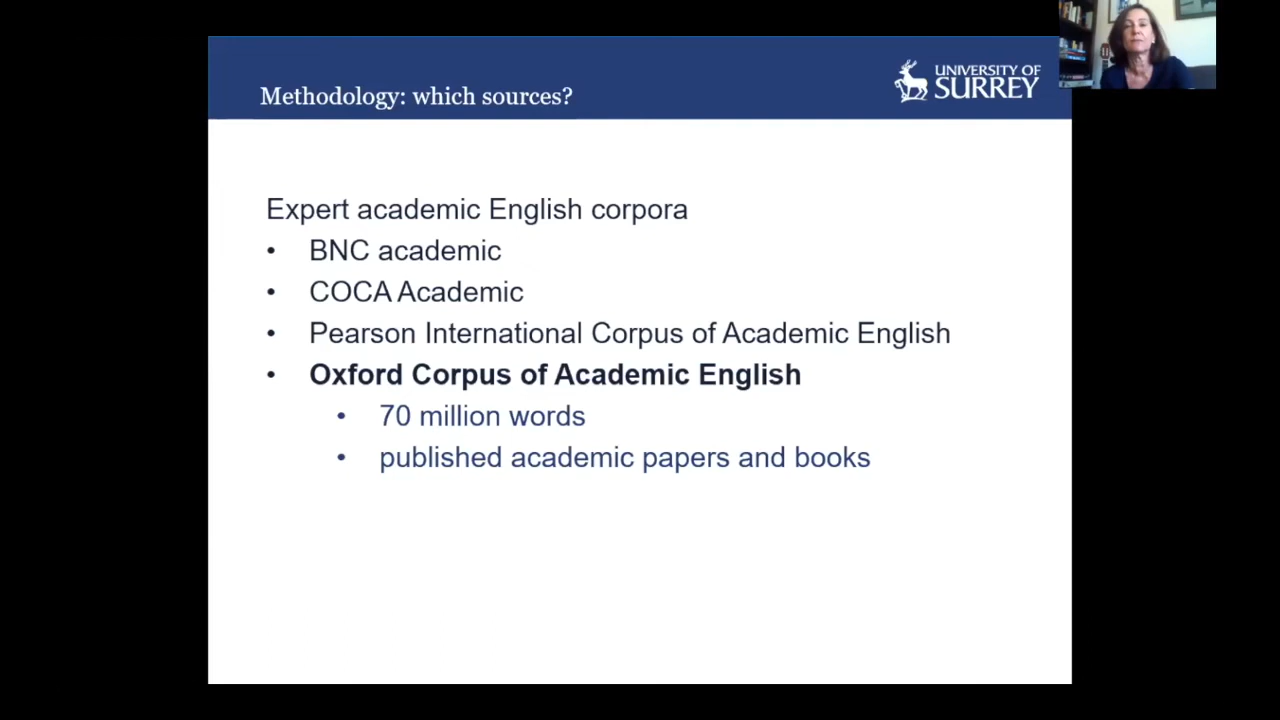 Methodology: which sources?
UNIVERSITY OF
SURREY
Expert academic English corpora
• BNC academic
• COCA Academic
• Pearson International Corpus of Academic English
• Oxford Corpus of Academic English
• 70 million words
• published academic papers and books